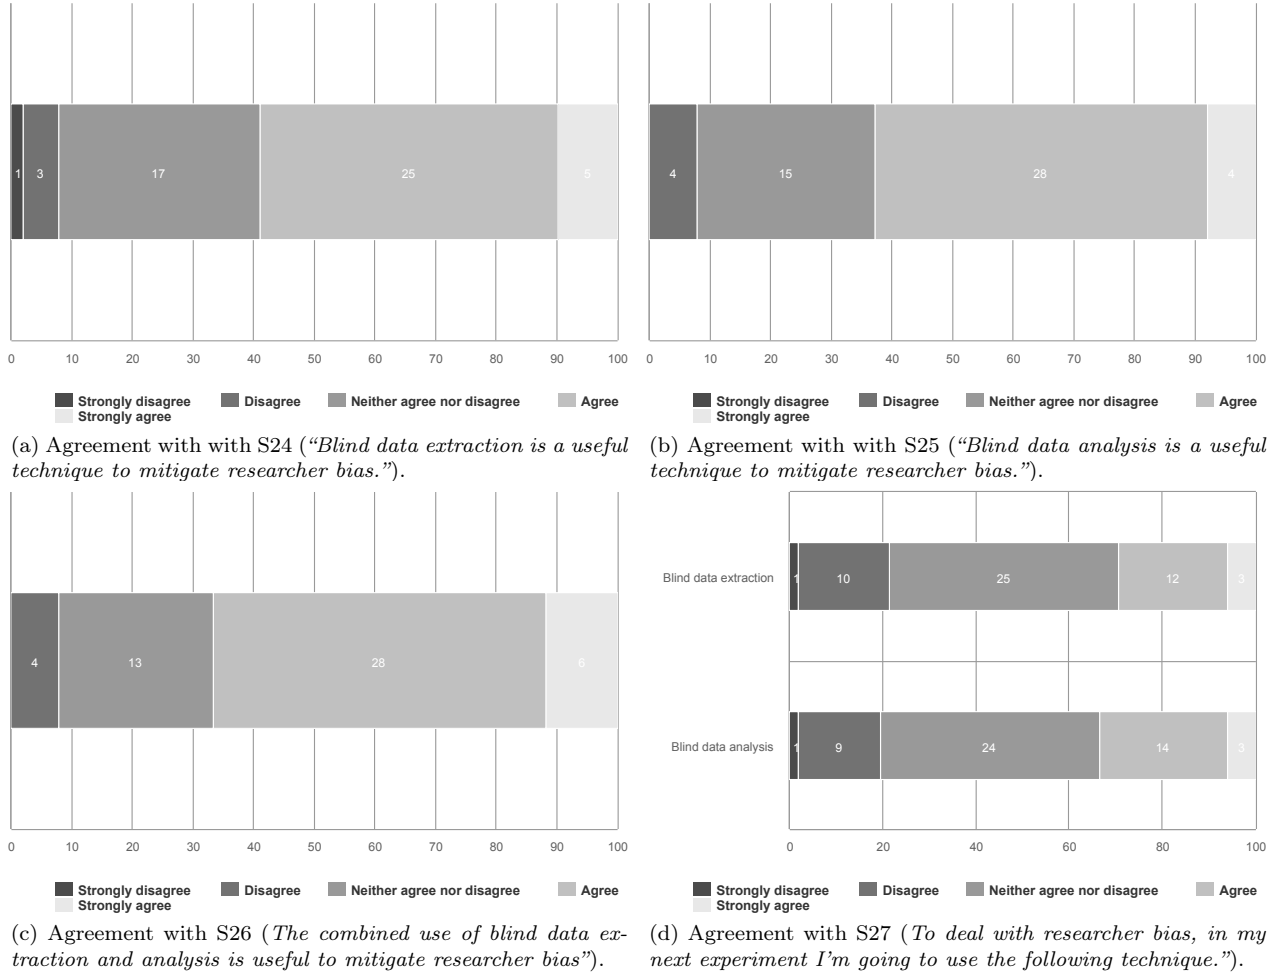 1 3 17 25 5
0 10 20 30 40 50 60 70 80 90 100
Strongly disagree Disagree Neither agree nor disagree Agree
Strongly agree
(a) Agreement with with S24 (“Blind data extraction is a useful
technique to mitigate researcher bias.”).
4 15 28 4
0 10 20 30 40 50 60 70 80 90 100
Strongly disagree Disagree Neither agree nor disagree Agree
Strongly agree
(b) Agreement with with S25 (“Blind data analysis is a useful
technique to mitigate researcher bias.”).
4 13 28 6
0 10 20 30 40 50 60 70 80 90 100
Strongly disagree Disagree Neither agree nor disagree Agree
Strongly agree
(c) Agreement with S26 (The combined use of blind data ex-
traction and analysis is useful to mitigate researcher bias”).
Blind data extraction 1 10 25 12 3
Blind data analysis 1 9 24 14 3
0 20 40 60 80 100
Strongly disagree Disagree Neither agree nor disagree Agree
Strongly agree
(d) Agreement with S27 (To deal with researcher bias, in my
next experiment I’m going to use the following technique.”).